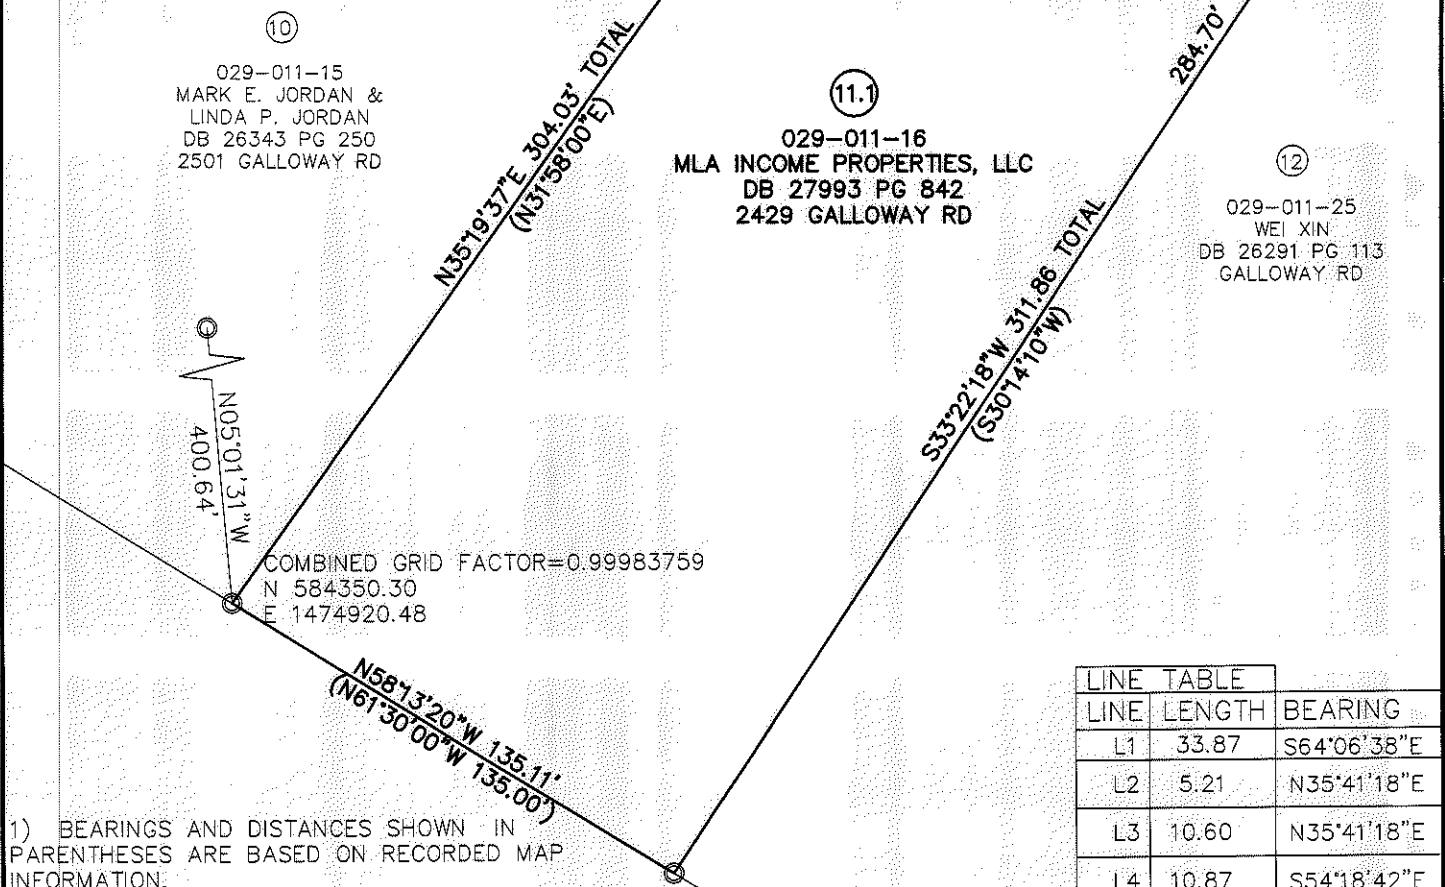 10
029-011-15
MARK E. JORDAN &
LINDA P. JORDAN
DB 26343 PG 250
2501 GALLOWAY RD
N35°19'37"E 304.03' TOTAL
(N31°58'00"E)
11.1
029-011-16
MLA INCOME PROPERTIES, LLC
DB 27993 PG 842
2429 GALLOWAY RD
284.70'
S33°22'18"W 311.86 TOTAL
(S30°14'10"W)
12
029-011-25
WEI XIN
DB 26291 PG 113
GALLOWAY RD
N05°01'31"W
400.64'
COMBINED GRID FACTOR=0.99983759
N 584350.30
E 1474920.48
N58°13'20"W 135.11'
(N61°30'00"W 135.00')
1) BEARINGS AND DISTANCES SHOWN IN
PARENTHESES ARE BASED ON RECORDED MAP
INFORMATION.
LINE TABLE
LINE LENGTH BEARING
L1 33.87 S64°06'38"E
L2 5.21 N35°41'18"E
L3 10.60 N35°41'18"E
L4 10.87 S54°18'42"E